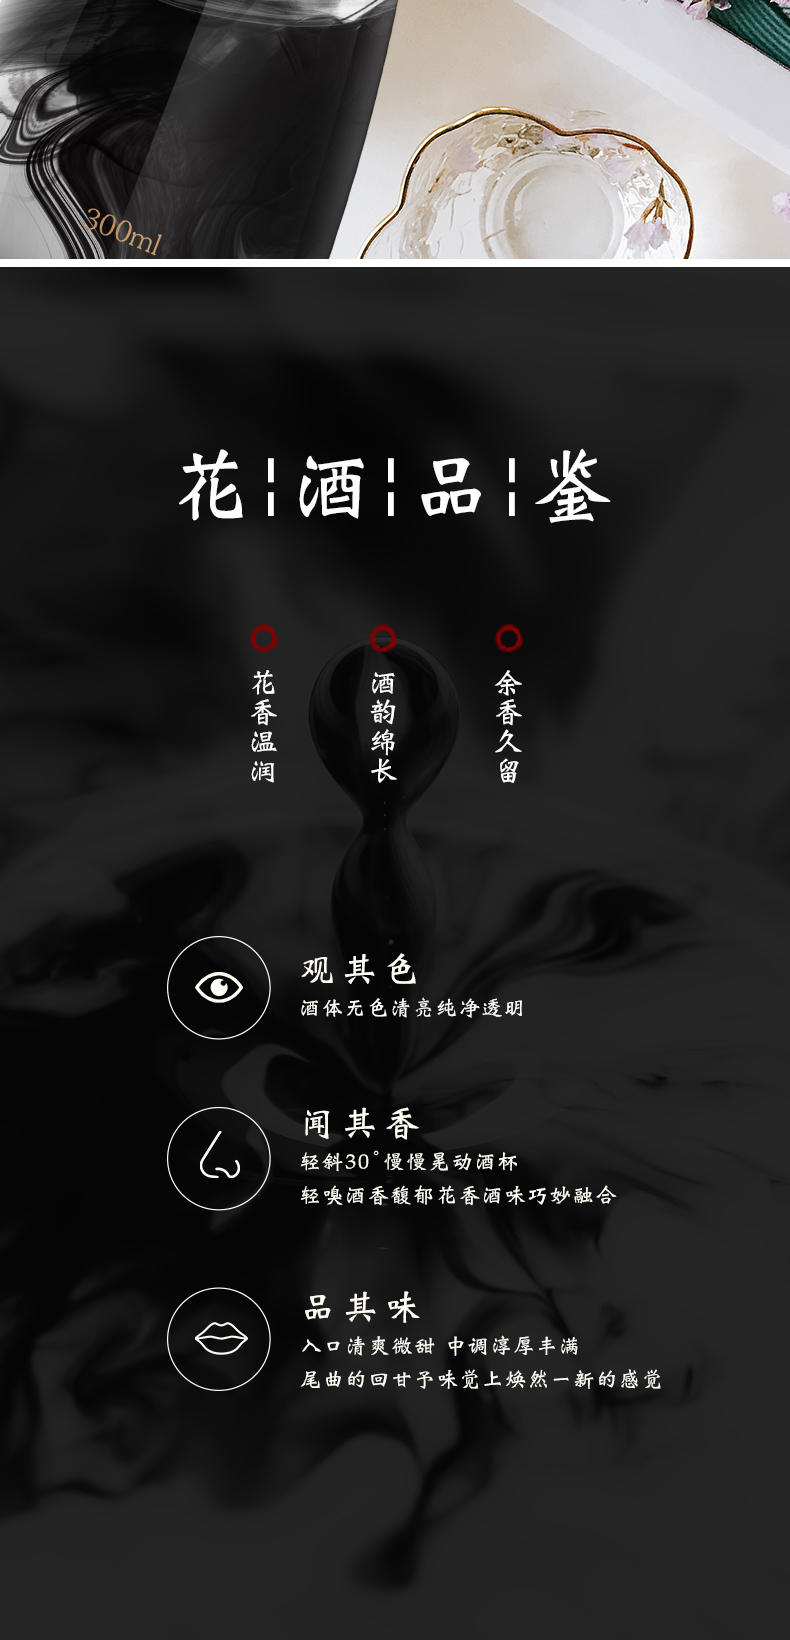 300ml
花酒品鉴
花香温润
酒韵绵长
余香久留
观其色
酒体无色清亮纯净透明
闻其香
轻斜30°慢慢晃动酒杯
轻嗅酒香馥郁花香酒味巧妙融合
品其味
入口清爽微甜 中调淳厚丰满
尾曲的回甘予味觉上焕然一新的感觉